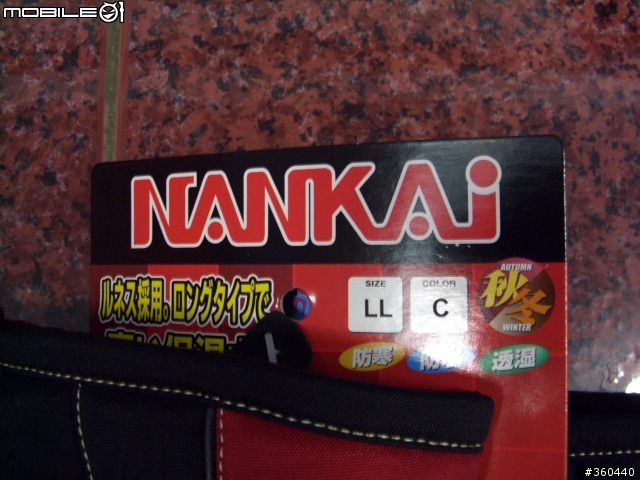 MOBILE01
NANKAi
ルネス採用。ロングタイプで
SIZE
LL
COLOR
C
AUTUMN
秋冬
WINTER
防寒
透湿
#360440